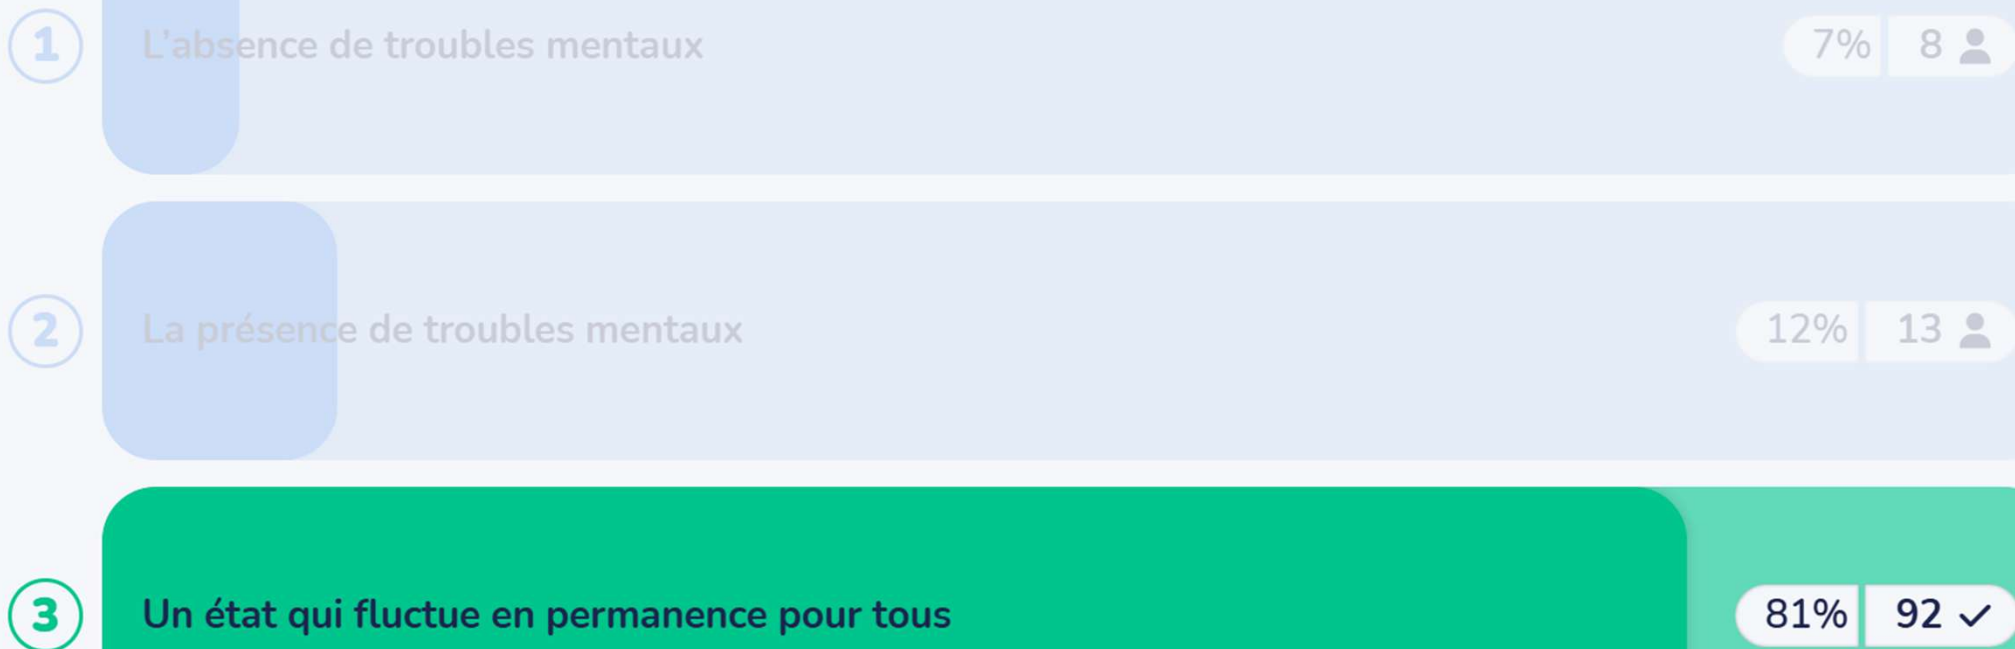 1 L'absence de troubles mentaux 7% 8
2 La présence de troubles mentaux 12% 13
3 Un état qui fluctue en permanence pour tous 81% 92